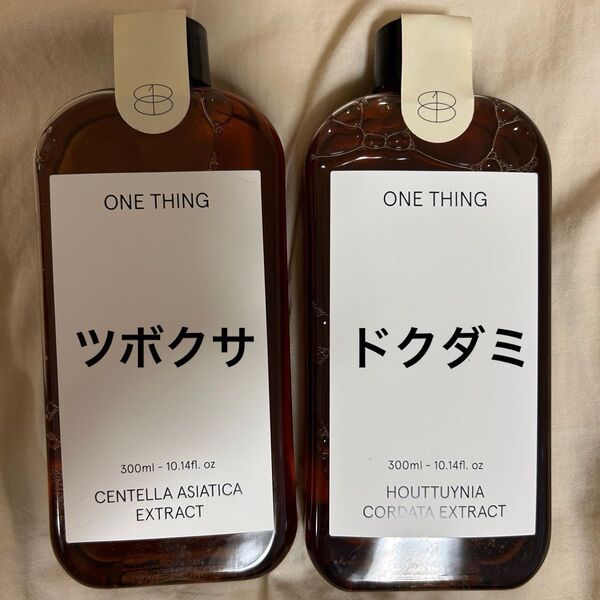 ONE THING
ツボクサ
300ml - 10.14fl. oz
CENTELLA ASIATICA
EXTRACT
ONE THING
ドクダミ
300ml - 10.14fl. oz
HOUTTUYNIA
CORDATA EXTRACT